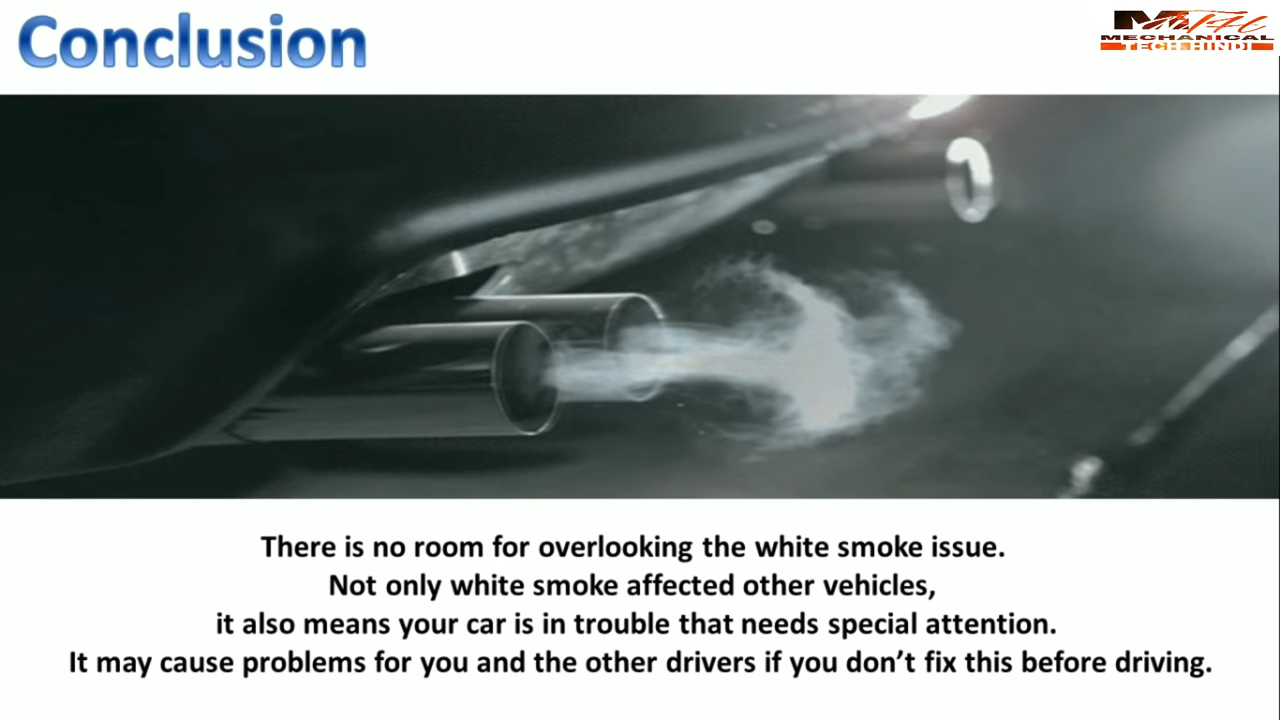 Conclusion
MECHANICAL
TECH HINDI
There is no room for overlooking the white smoke issue.
Not only white smoke affected other vehicles,
it also means your car is in trouble that needs special attention.
It may cause problems for you and the other drivers if you don't fix this before driving.